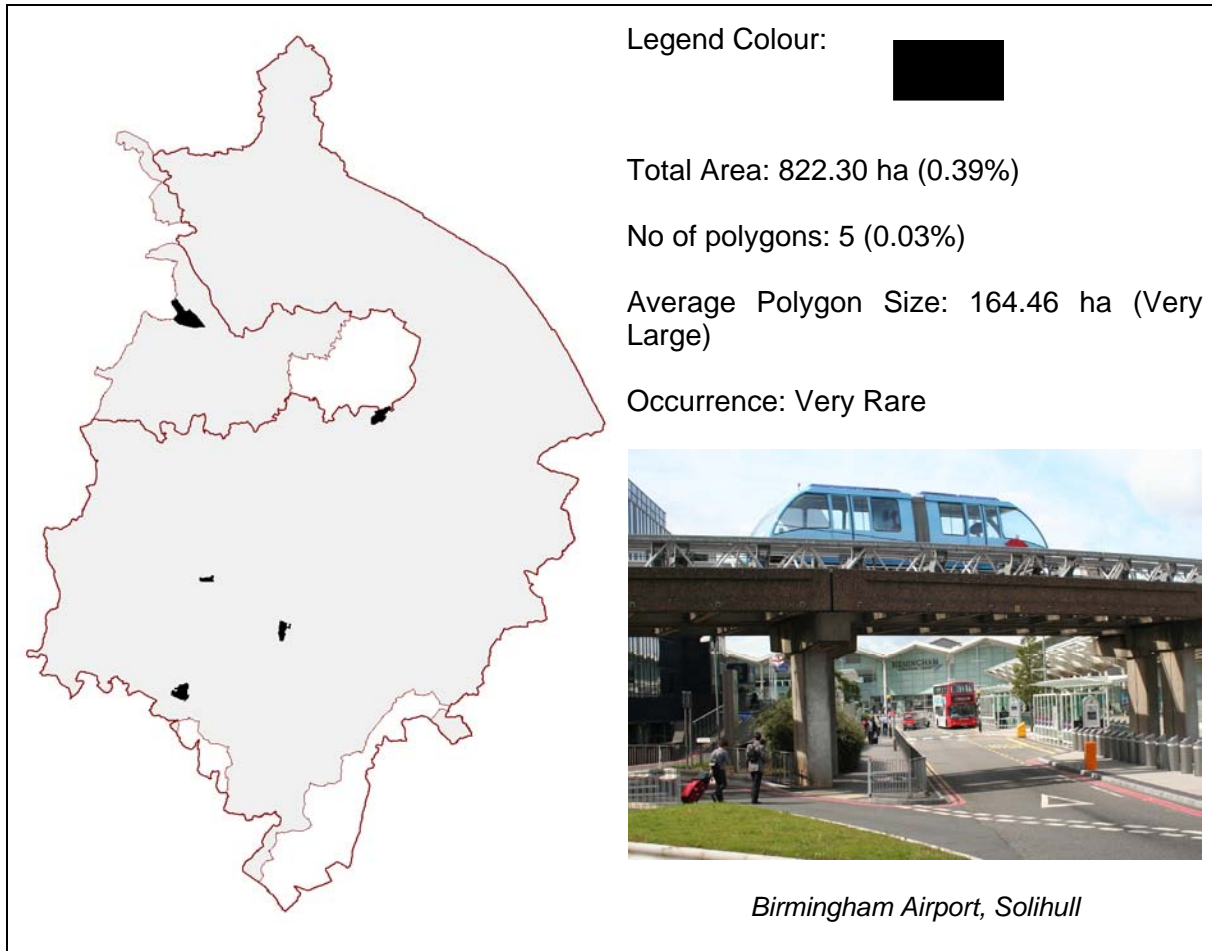 Legend Colour:
Total Area: 822.30 ha (0.39%)
No of polygons: 5 (0.03%)
Average Polygon Size: 164.46 ha (Very
Large)
Occurrence: Very Rare
BIRMINGHAM
Birmingham Airport, Solihull